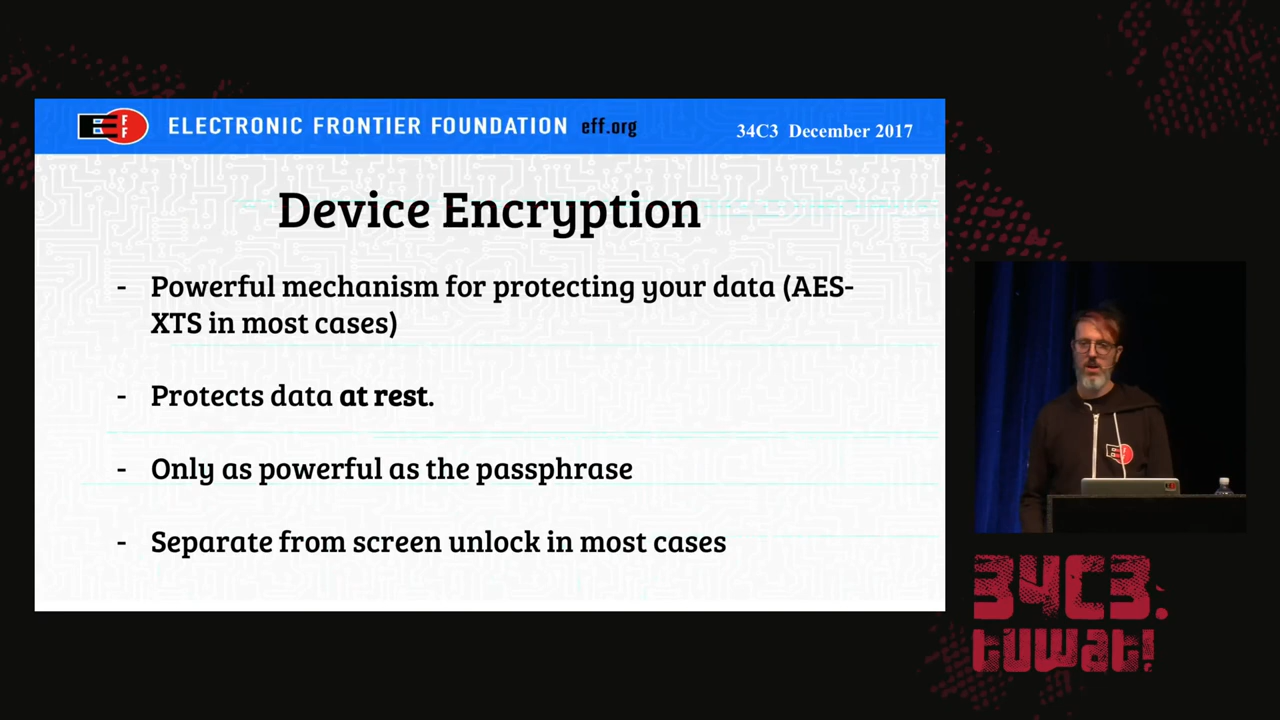 EFF
ELECTRONIC FRONTIER FOUNDATION eff.org
34C3 December 2017
Device Encryption
- Powerful mechanism for protecting your data (AES-
XTS in most cases)
- Protects data at rest.
- Only as powerful as the passphrase
- Separate from screen unlock in most cases
34C3.
tuwat!